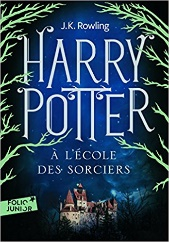 J.K. Rowling
HARRY
POTTER
À L'ÉCOLE
DES SORCIERS
FOLIO
JUNIOR